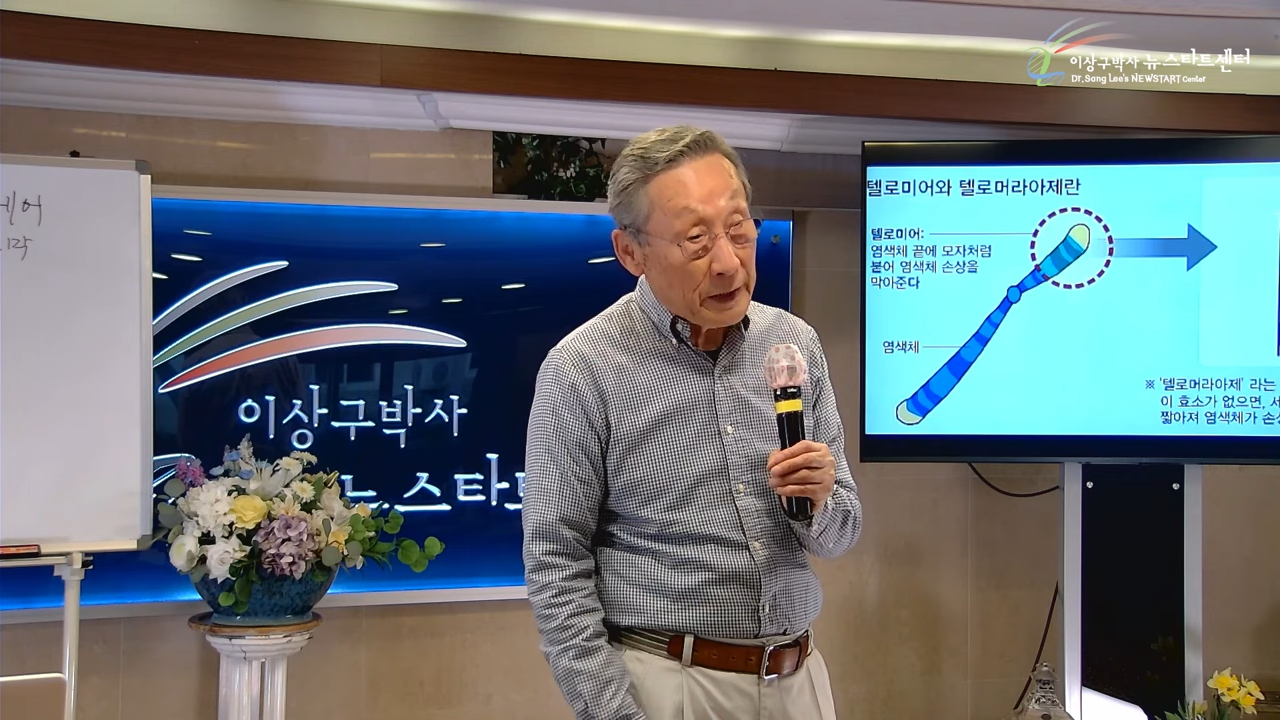 이상구박사 뉴스타트센터
Dr. Sang Lee's NEWSTART Center
텔로미어와 텔로머라아제란
텔로미어:
염색체 끝에 모자처럼
붙어 염색체 손상을
막아준다
염색체
※ '텔로머라아제' 라는
이 효소가 없으면,
짧아져 염색체가
이상구박사
뉴스타